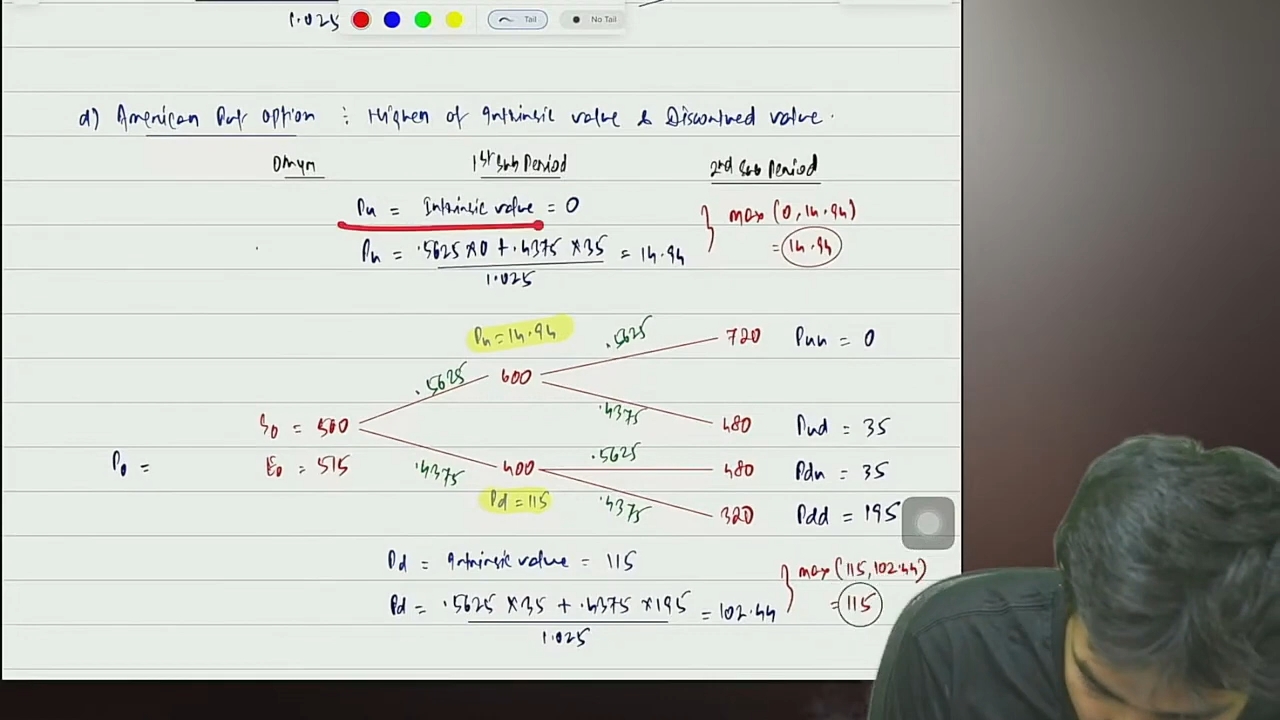 1.025
Tail No Tail
d) American Put option : Higher of Intrinsic value & Discounted value.
0m 1st Sub Period 2nd Sub Period
Pu = Intrinsic value = 0
Pu = .5625 * 0 + .4375 * 35 = 14.94
1.025
max (0, 14.94)
= 14.94
Pu = 14.94 .5625 720 Puu = 0
.5625 600
.4375 480 Pud = 35
S0 = 500
P0 = E0 = 515 .4375 400 .5625 480 Pdu = 35
Pd = 115 .4375 320 Pdd = 195
Pd = Intrinsic value = 115
Pd = .5625 * 35 + .4375 * 195 = 102.44
1.025
max (115, 102.44)
= 115